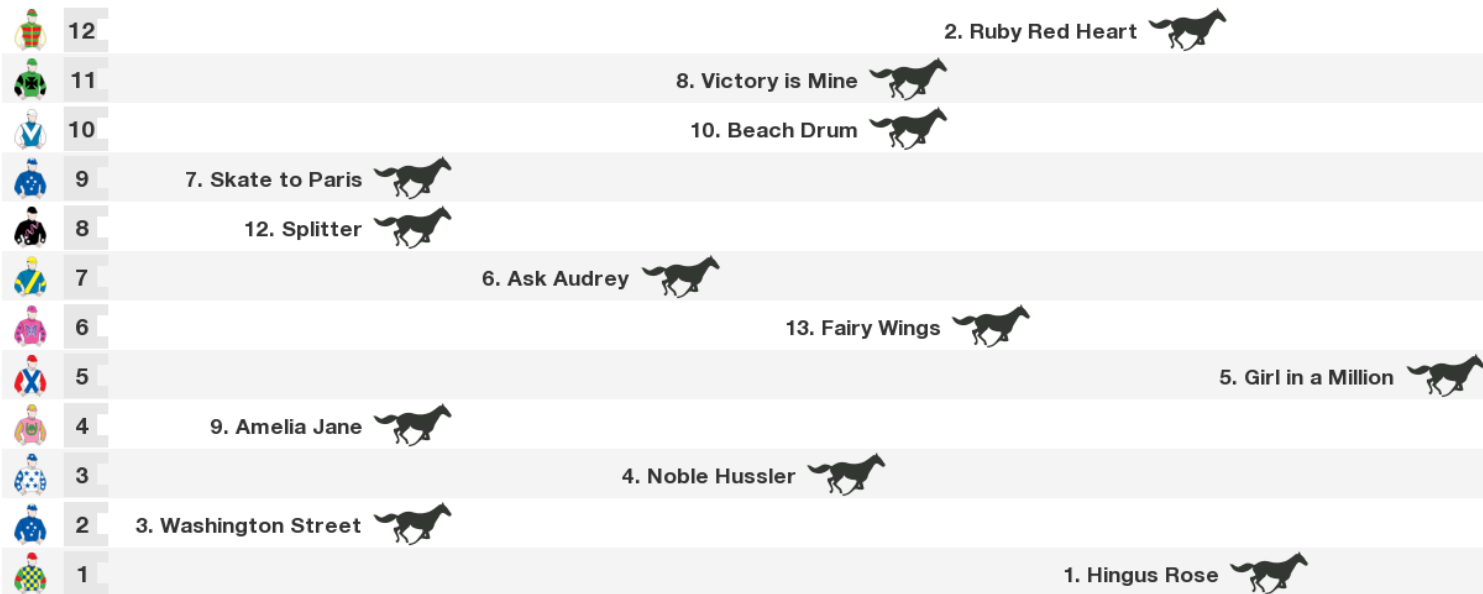 12 2. Ruby Red Heart
11 8. Victory is Mine
10 10. Beach Drum
9 7. Skate to Paris
8 12. Splitter
7 6. Ask Audrey
6 13. Fairy Wings
5 5. Girl in a Million
4 9. Amelia Jane
3 4. Noble Hussler
2 3. Washington Street
1 1. Hingus Rose